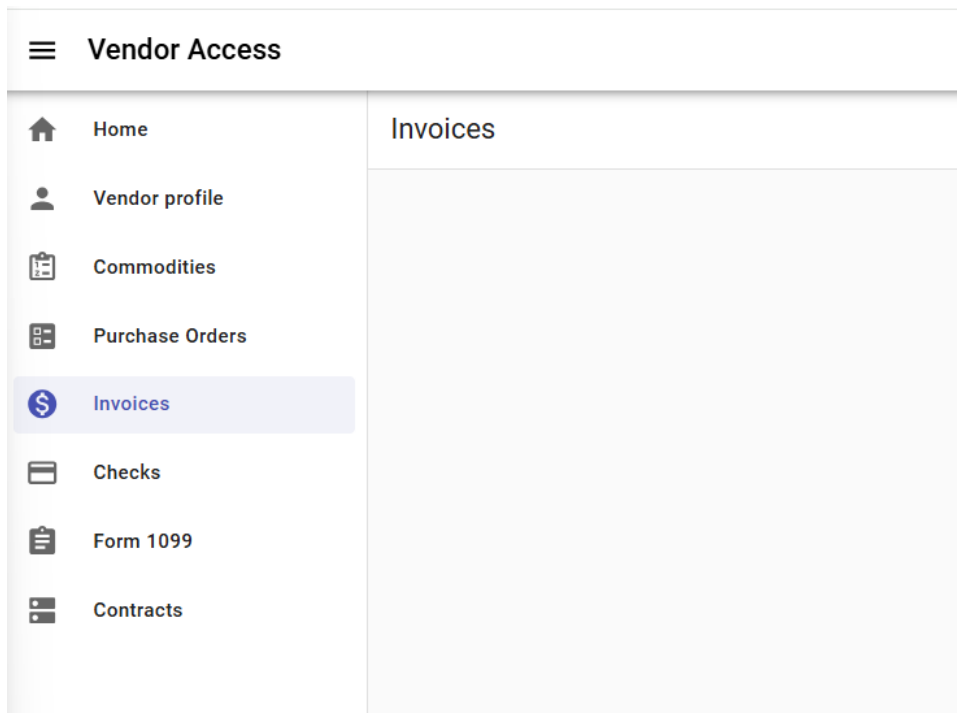 Vendor Access
Home
Vendor profile
Commodities
Purchase Orders
Invoices
Checks
Form 1099
Contracts
Invoices